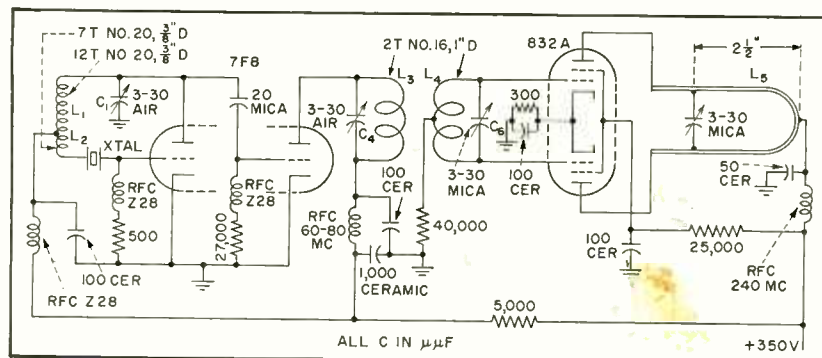 7T NO. 20, 3/8" D
12T NO 20, 3/8" D
7F8
2T NO.16, 1" D
832A
2 1/2"
L3
L4
L5
3-30
AIR
C1
20
MICA
L1
L2
3-30
AIR
C4
300
C6
3-30
MICA
XTAL
100
CER
3-30
MICA
100
CER
50
CER
RFC
Z28
RFC
Z28
RFC
60-80
MC
40,000
500
27,000
100
CER
25,000
100 CER
1,000
CERAMIC
RFC
240 MC
RFC Z28
5,000
ALL C IN μμF
+350V